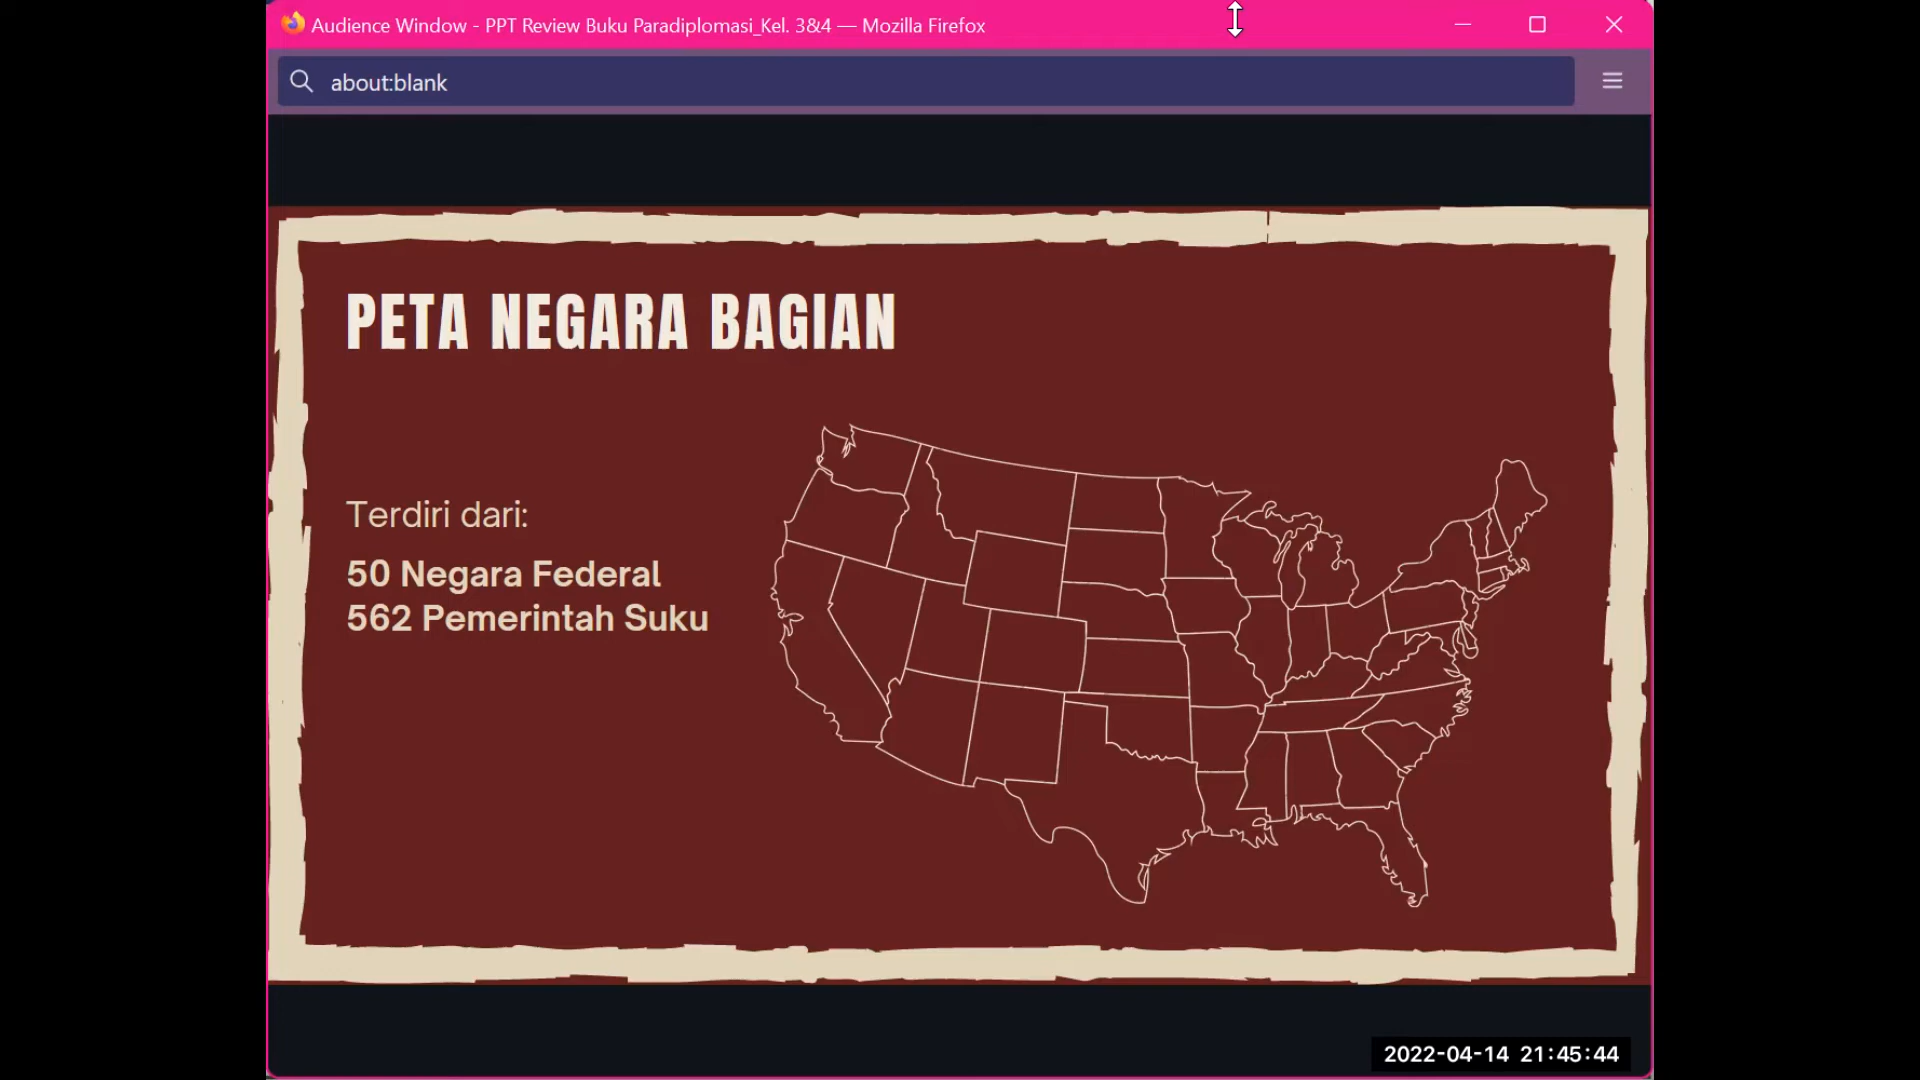 Audience Window - PPT Review Buku Paradiplomasi_Kel. 3&4 — Mozilla Firefox
about:blank
PETA NEGARA BAGIAN
Terdiri dari:
50 Negara Federal
562 Pemerintah Suku
2022-04-14 21:45:44